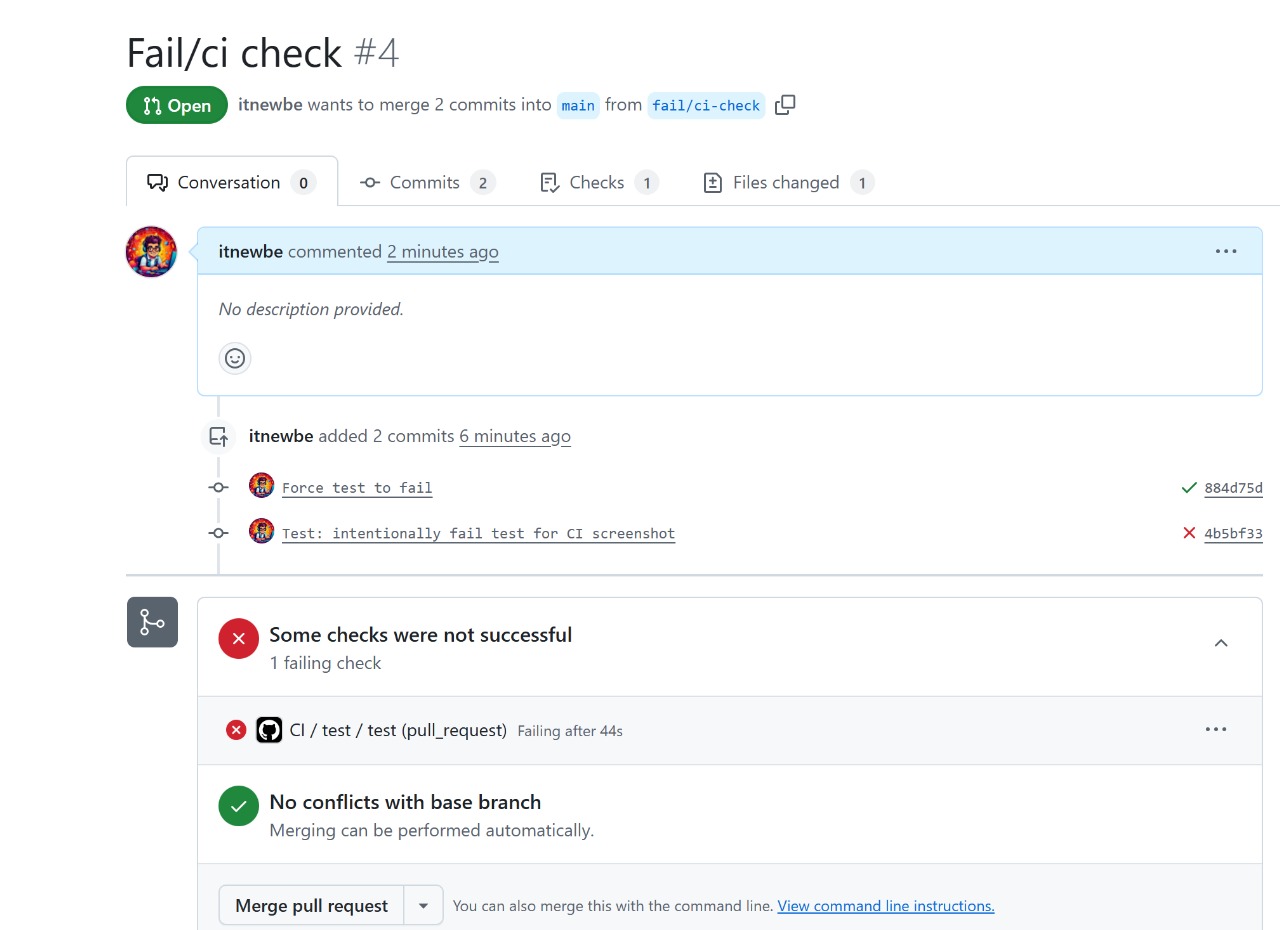 Fail/ci check #4
Open itnewbe wants to merge 2 commits into main from fail/ci-check
Conversation 0 Commits 2 Checks 1 Files changed 1
itnewbe commented 2 minutes ago
No description provided.
itnewbe added 2 commits 6 minutes ago
Force test to fail 884d75d
Test: intentionally fail test for CI screenshot 4b5bf33
Some checks were not successful
1 failing check
CI / test / test (pull_request) Failing after 44s
No conflicts with base branch
Merging can be performed automatically.
Merge pull request You can also merge this with the command line. View command line instructions.